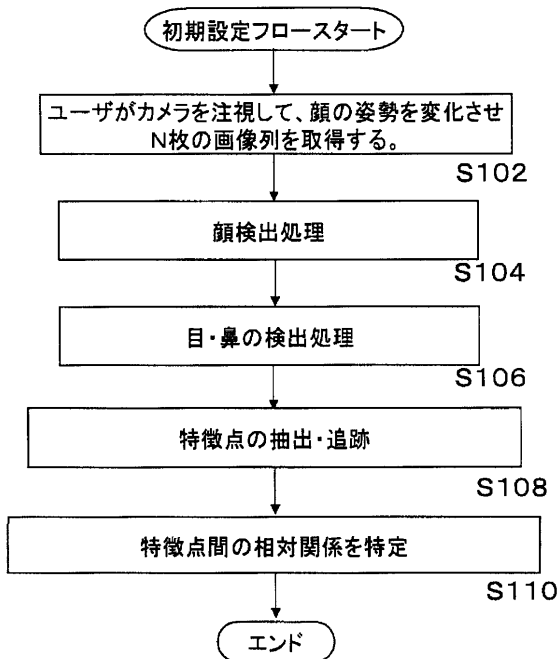 初期設定フロースタート
ユーザがカメラを注視して、顔の姿勢を変化させ
N枚の画像列を取得する。
S102
顔検出処理
S104
目・鼻の検出処理
S106
特徴点の抽出・追跡
S108
特徴点間の相対関係を特定
S110
エンド